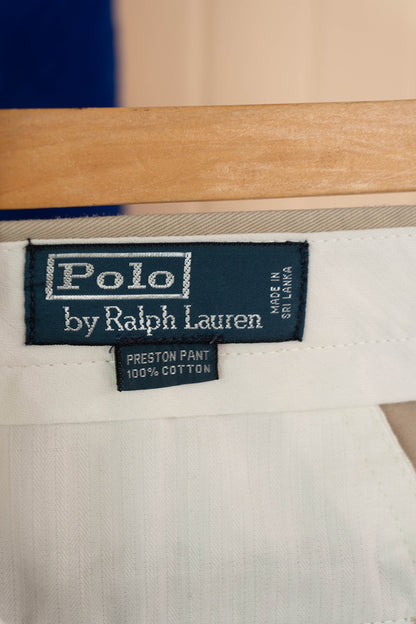 Polo
by Ralph Lauren
MADE IN
SRI LANKA
PRESTON PANT
100% COTTON